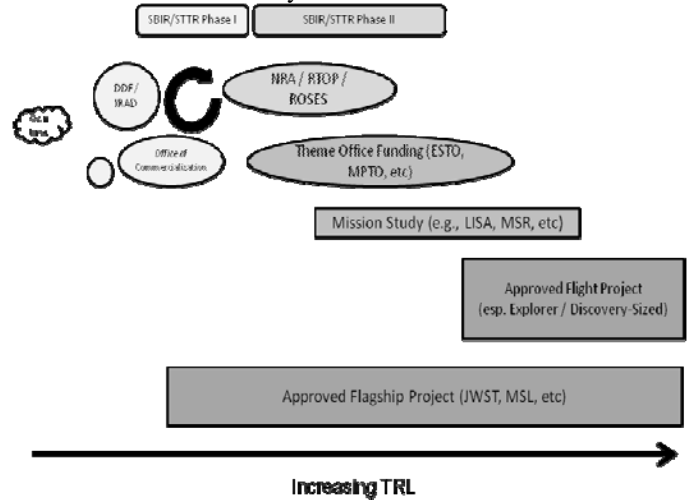 SBIR/STTR Phase I
SBIR/STTR Phase II
DDF/
IRAD
NRA / RTOP /
ROSES
Office of
Commercialization
Theme Office Funding (ESTO,
MPTO, etc)
Mission Study (e.g., LISA, MSR, etc)
Approved Flight Project
(esp. Explorer / Discovery-Sized)
Approved Flagship Project (JWST, MSL, etc)
Increasing TRL